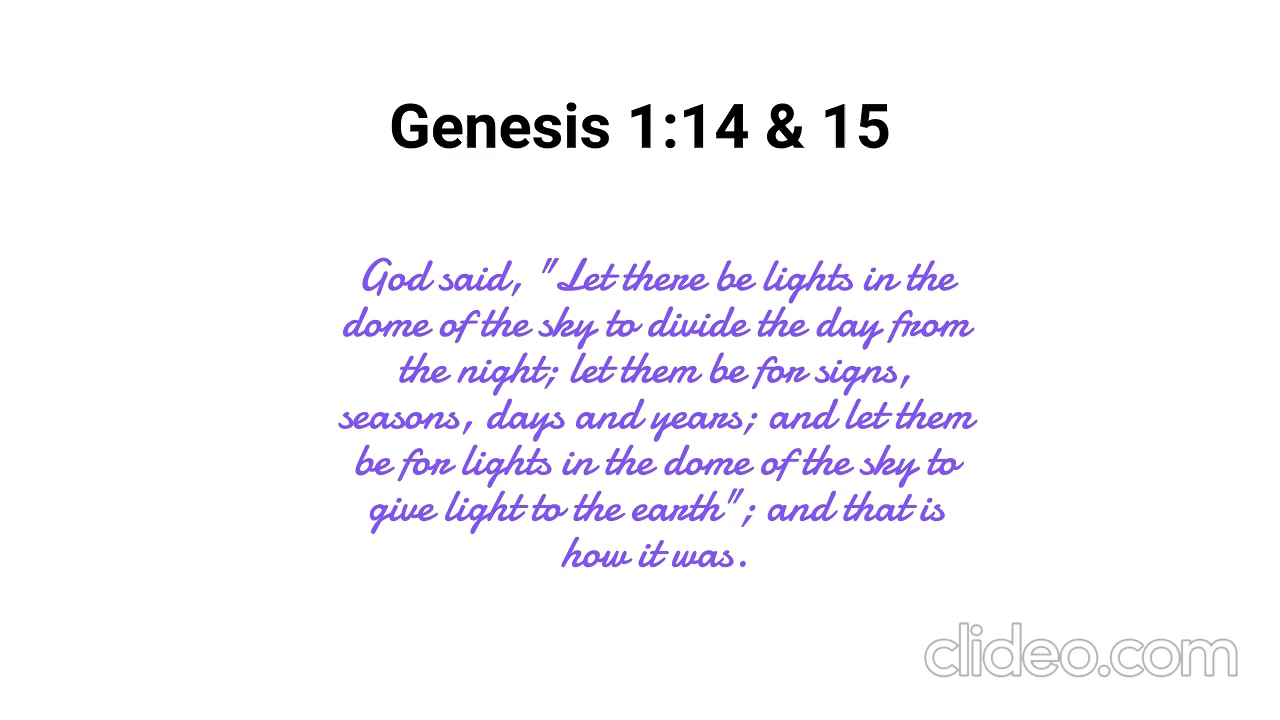 Genesis 1:14 & 15
God said, "Let there be lights in the
dome of the sky to divide the day from
the night; let them be for signs,
seasons, days and years; and let them
be for lights in the dome of the sky to
give light to the earth"; and that is
how it was.
clideo.com